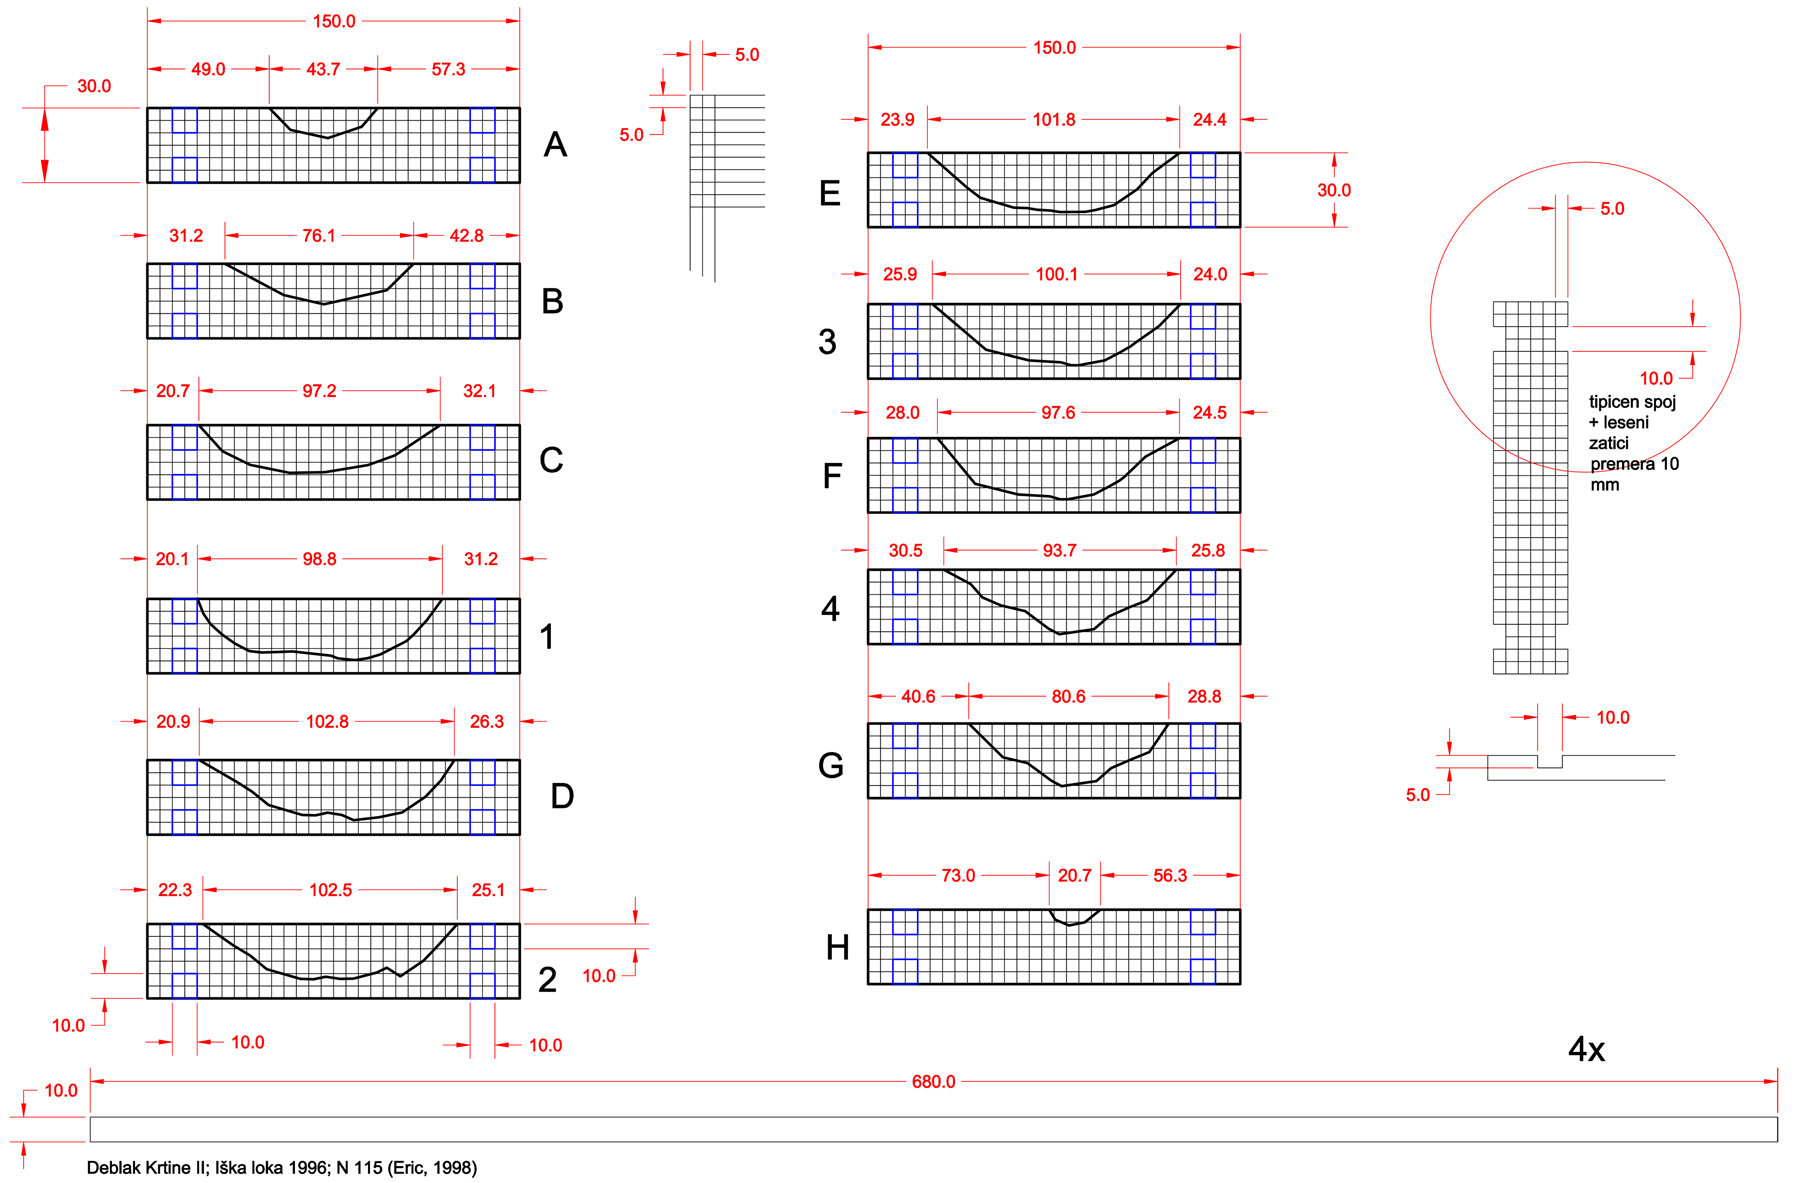 150.0
49.0 43.7 57.3
30.0
A
31.2 76.1 42.8
B
20.7 97.2 32.1
C
20.1 98.8 31.2
1
20.9 102.8 26.3
D
22.3 102.5 25.1
2
10.0
10.0
10.0
10.0
5.0
5.0
150.0
23.9 101.8 24.4
E
30.0
25.9 100.1 24.0
3
28.0 97.6 24.5
F
30.5 93.7 25.8
4
40.6 80.6 28.8
G
73.0 20.7 56.3
H
5.0
10.0
tipicen spoj
+ leseni
zatici
premera 10
mm
10.0
5.0
4x
680.0
10.0
Deblak Krtine II; Iška loka 1996; N 115 (Eric, 1998)